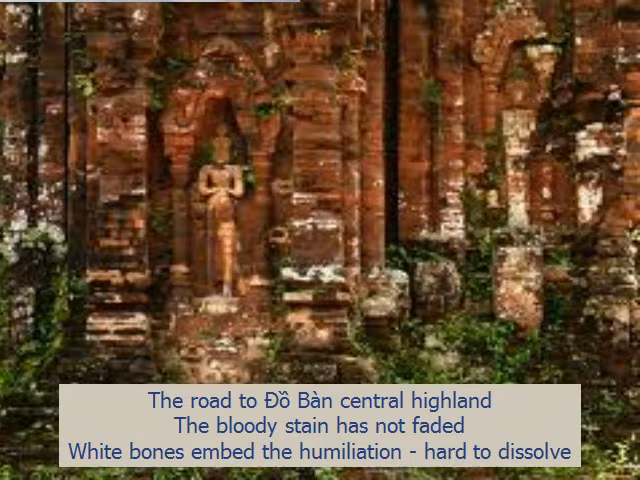 The road to Đồ Bàn central highland
The bloody stain has not faded
White bones embed the humiliation - hard to dissolve